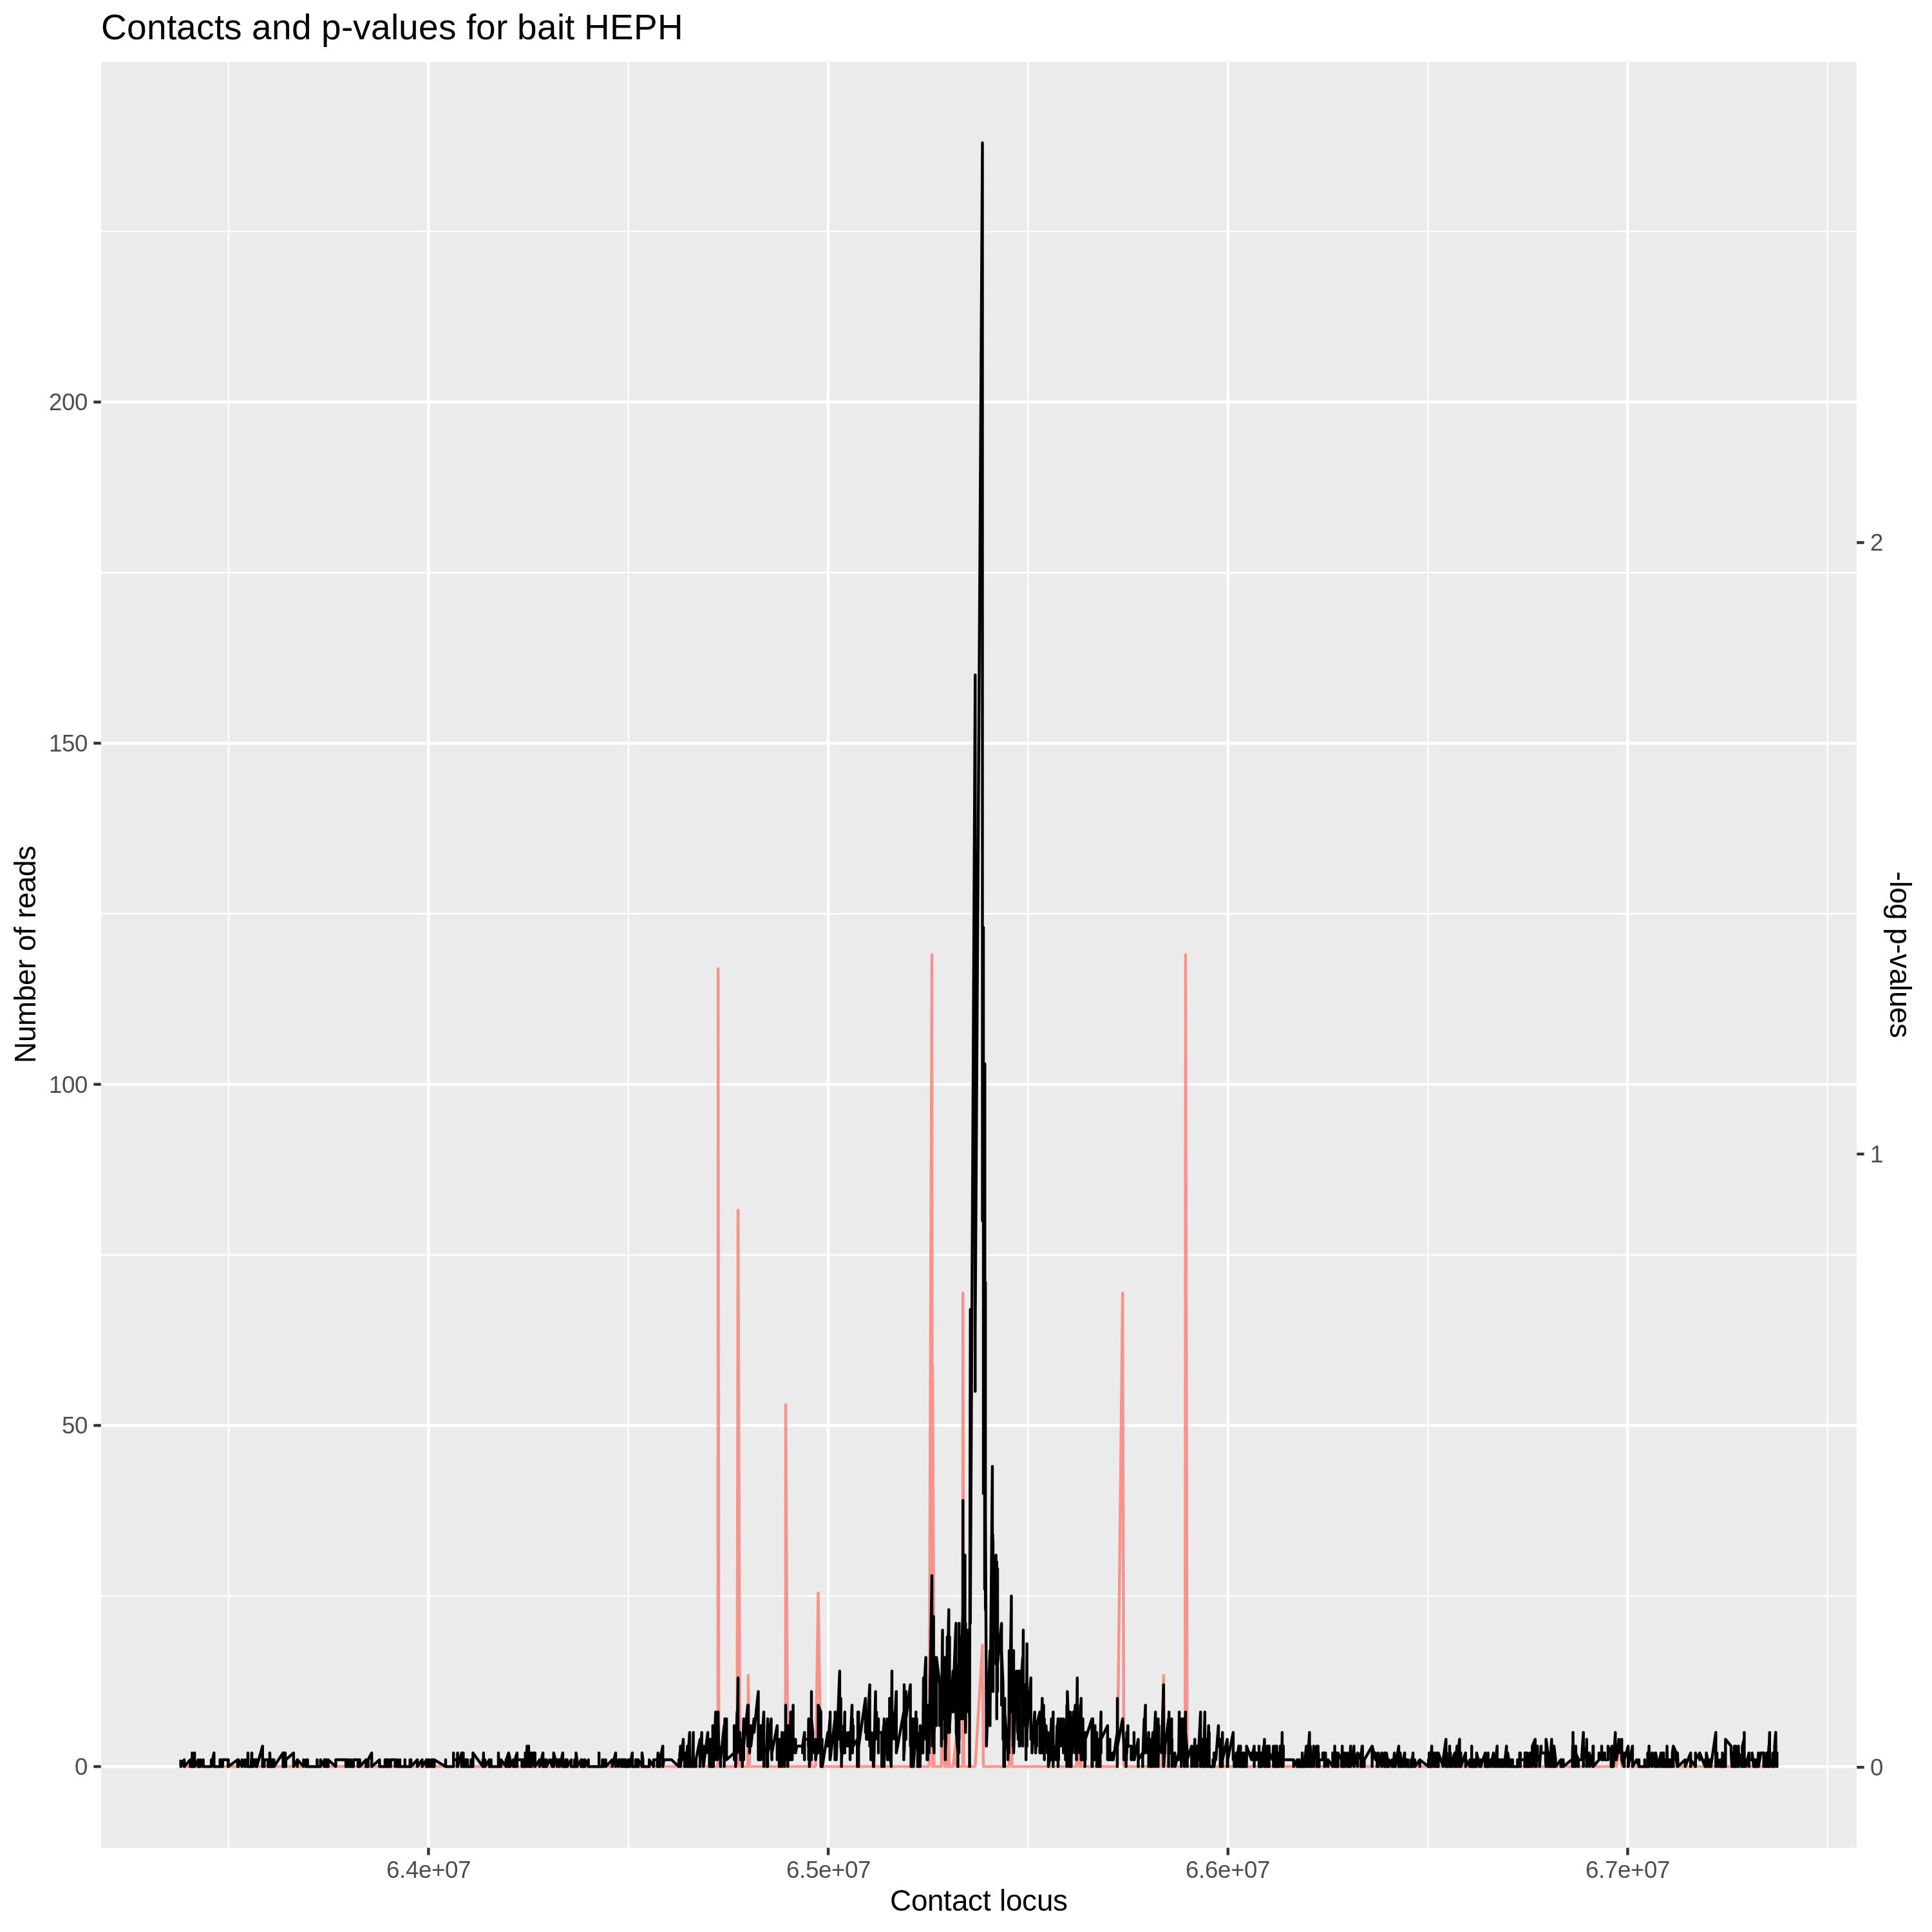 Contacts and p-values for bait HEPH
Number of reads
200
150
100
50
0
2
1
0
-log p-values
6.4e+07
6.5e+07
6.6e+07
6.7e+07
Contact locus